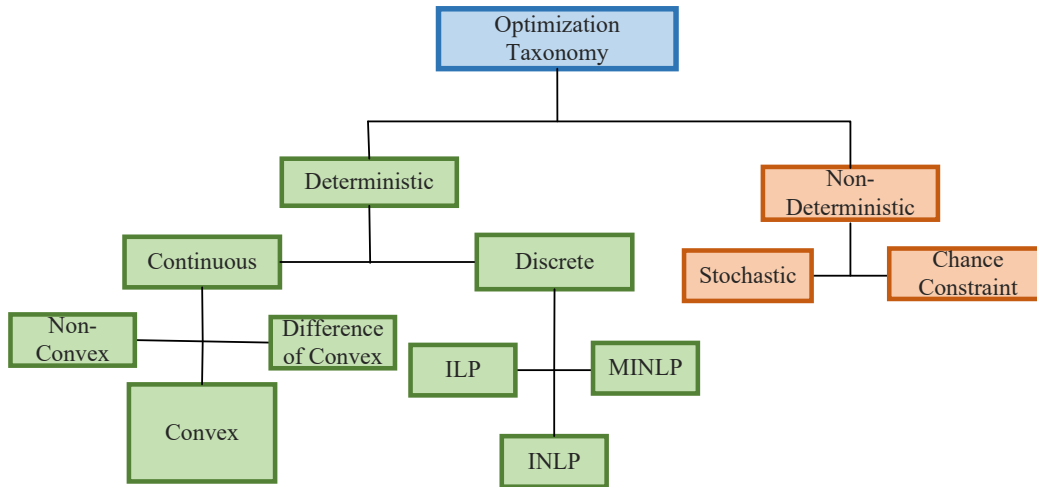 Optimization
Taxonomy
Deterministic
Non-
Deterministic
Continuous
Discrete
Stochastic
Chance
Constraint
Non-
Convex
Difference
of Convex
ILP
MINLP
Convex
INLP